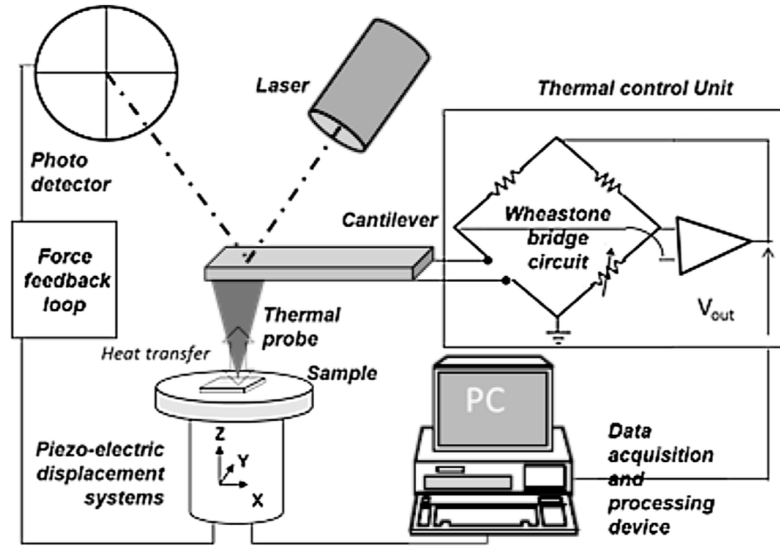 Laser
Thermal control Unit
Photo
detector
Cantilever
Wheastone
bridge
circuit
Force
feedback
loop
Thermal
probe
Vout
Heat transfer
Sample
PC
Piezo-electric
displacement
systems
Z
Y
X
Data
acquisition
and
processing
device